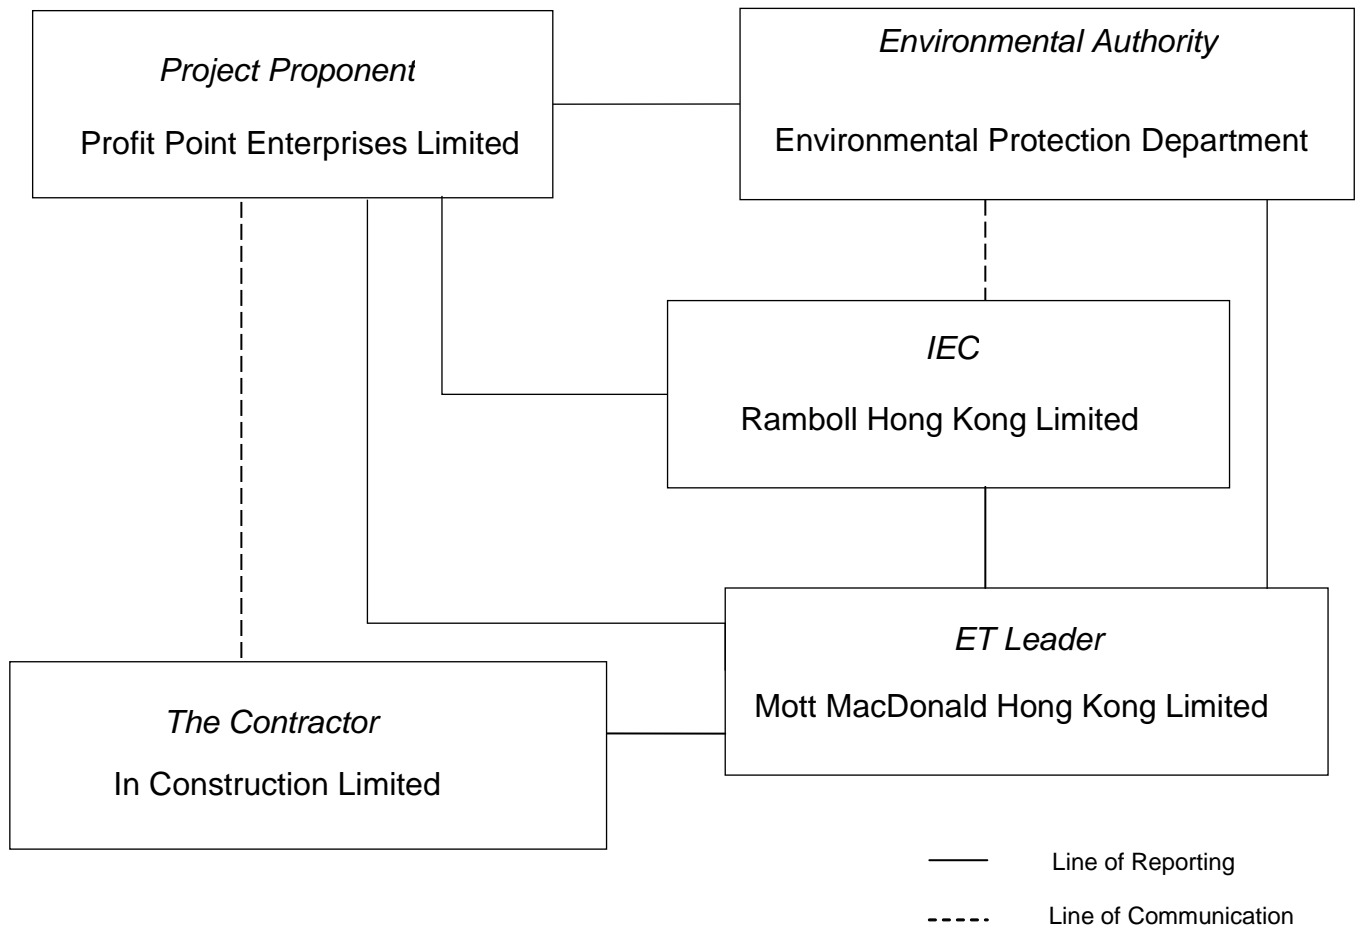 Project Proponent
Profit Point Enterprises Limited
Environmental Authority
Environmental Protection Department
IEC
Ramboll Hong Kong Limited
ET Leader
Mott MacDonald Hong Kong Limited
The Contractor
In Construction Limited
Line of Reporting
Line of Communication